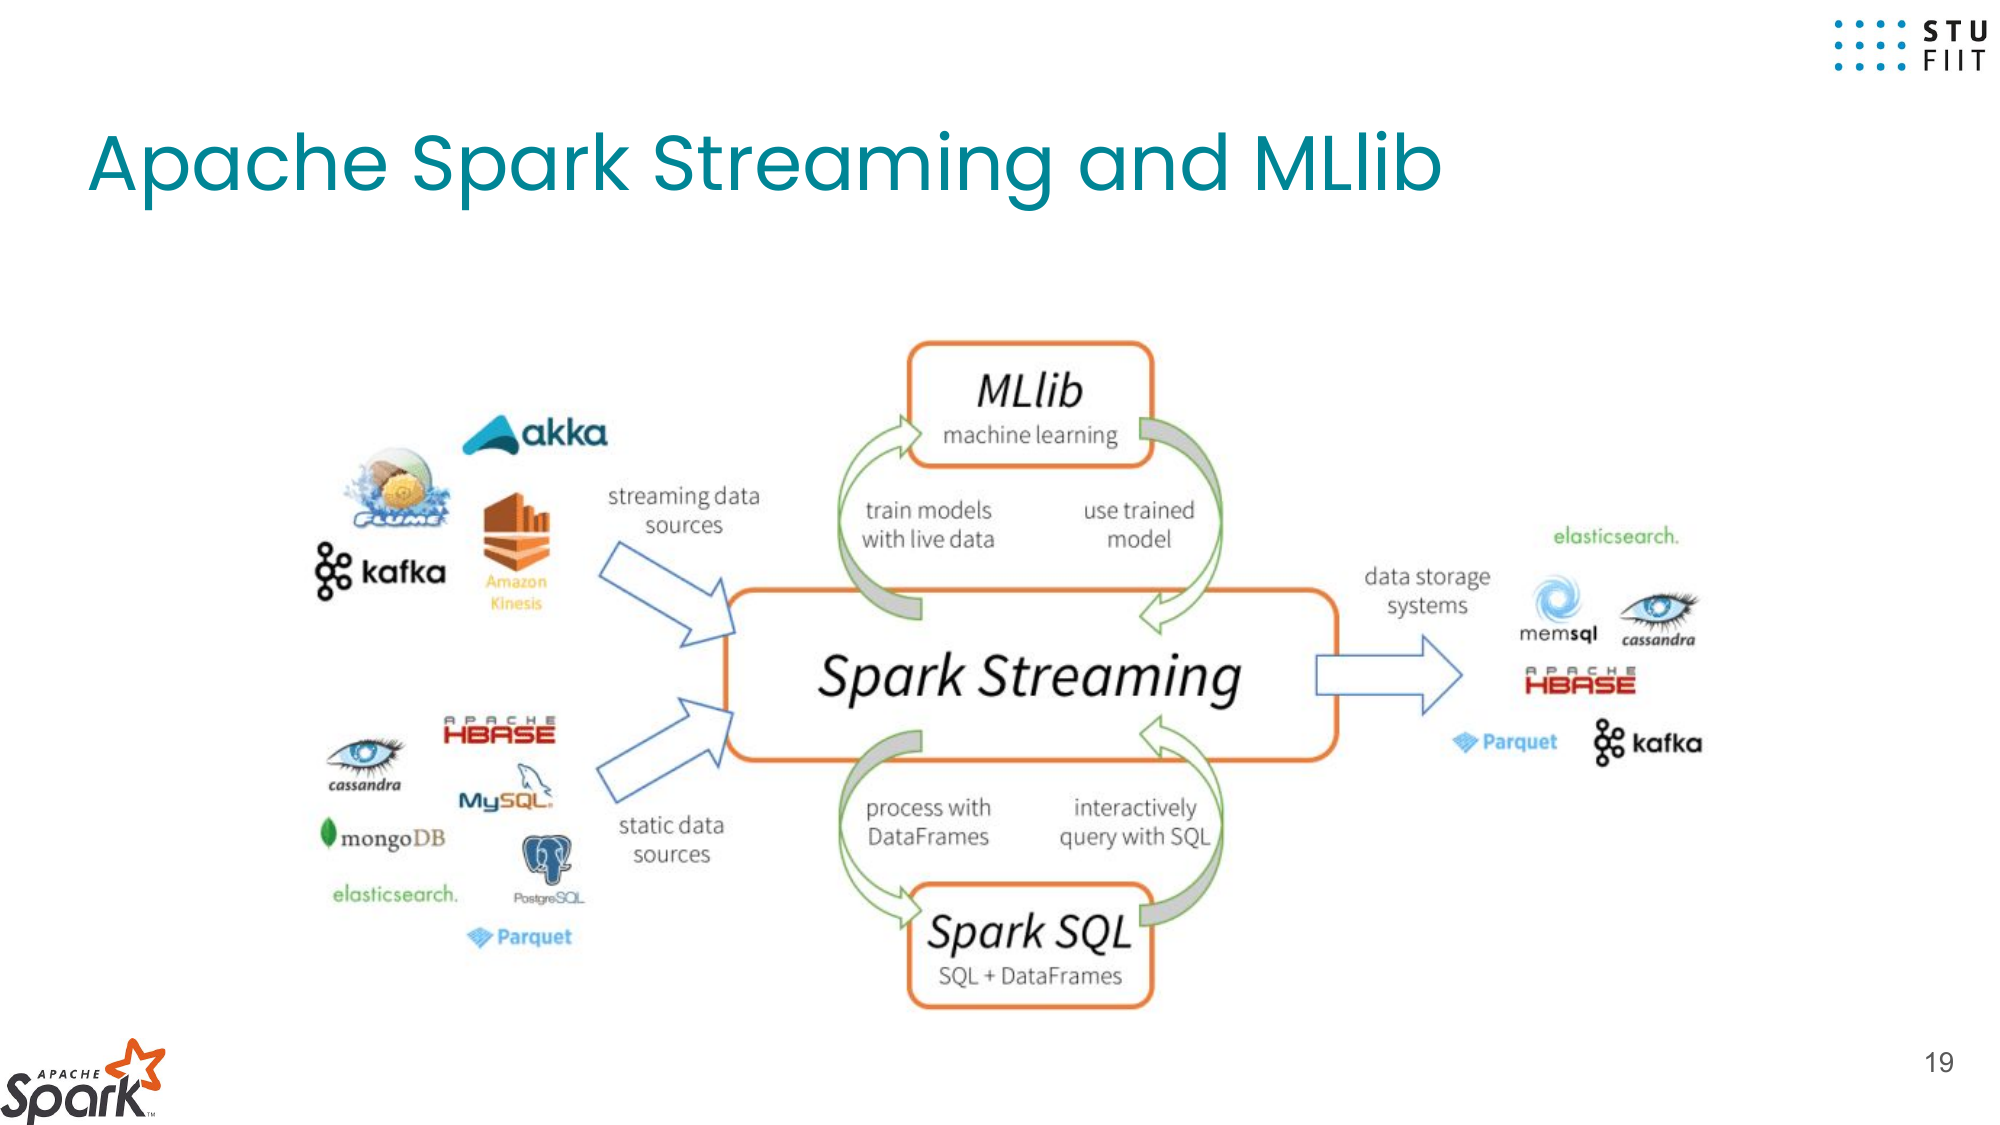 STU
FIIT
Apache Spark Streaming and MLlib
MLlib
machine learning
akka
FLUME
kafka
Amazon
Kinesis
streaming data
sources
train models
with live data
use trained
model
Spark Streaming
data storage
systems
elasticsearch.
memsql
cassandra
APACHE
HBASE
Parquet
kafka
APACHE
HBASE
cassandra
MySQL®
mongoDB
PostgreSQL
elasticsearch.
Parquet
static data
sources
process with
DataFrames
interactively
query with SQL
Spark SQL
SQL + DataFrames
APACHE
Spark™
19